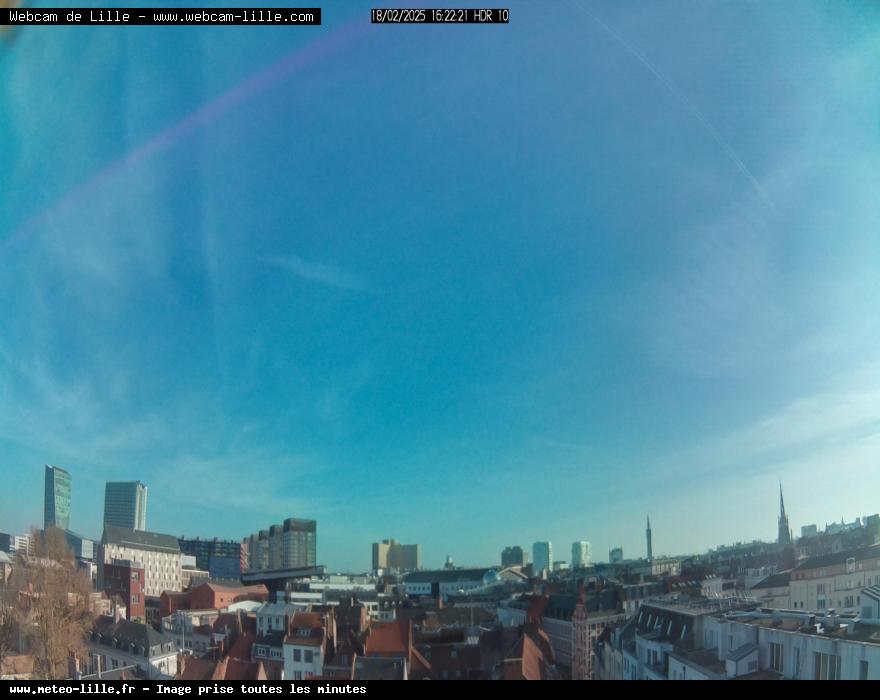 Webcam de Lille - www.webcam-lille.com
18/02/2025 16:22:21 HDR 10
www.meteo-lille.fr - Image prise toutes les minutes